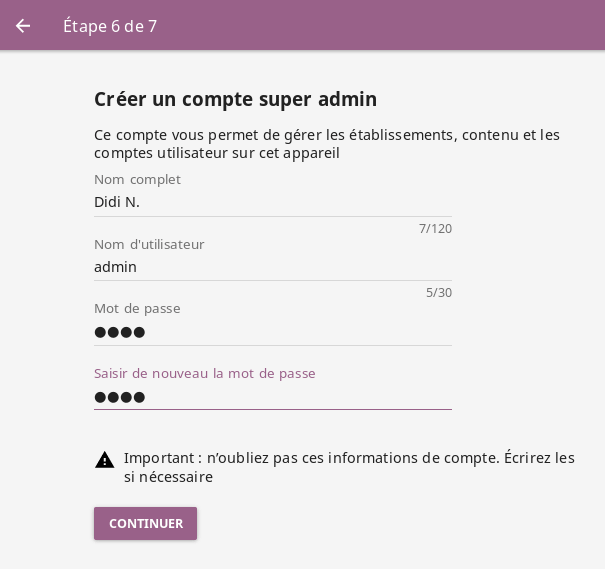 Étape 6 de 7
Créer un compte super admin
Ce compte vous permet de gérer les établissements, contenu et les
comptes utilisateur sur cet appareil
Nom complet
Didi N.
7/120
Nom d'utilisateur
admin
5/30
Mot de passe
●●●●
Saisir de nouveau la mot de passe
●●●●
Important : n’oubliez pas ces informations de compte. Écrirez les
si nécessaire
CONTINUER